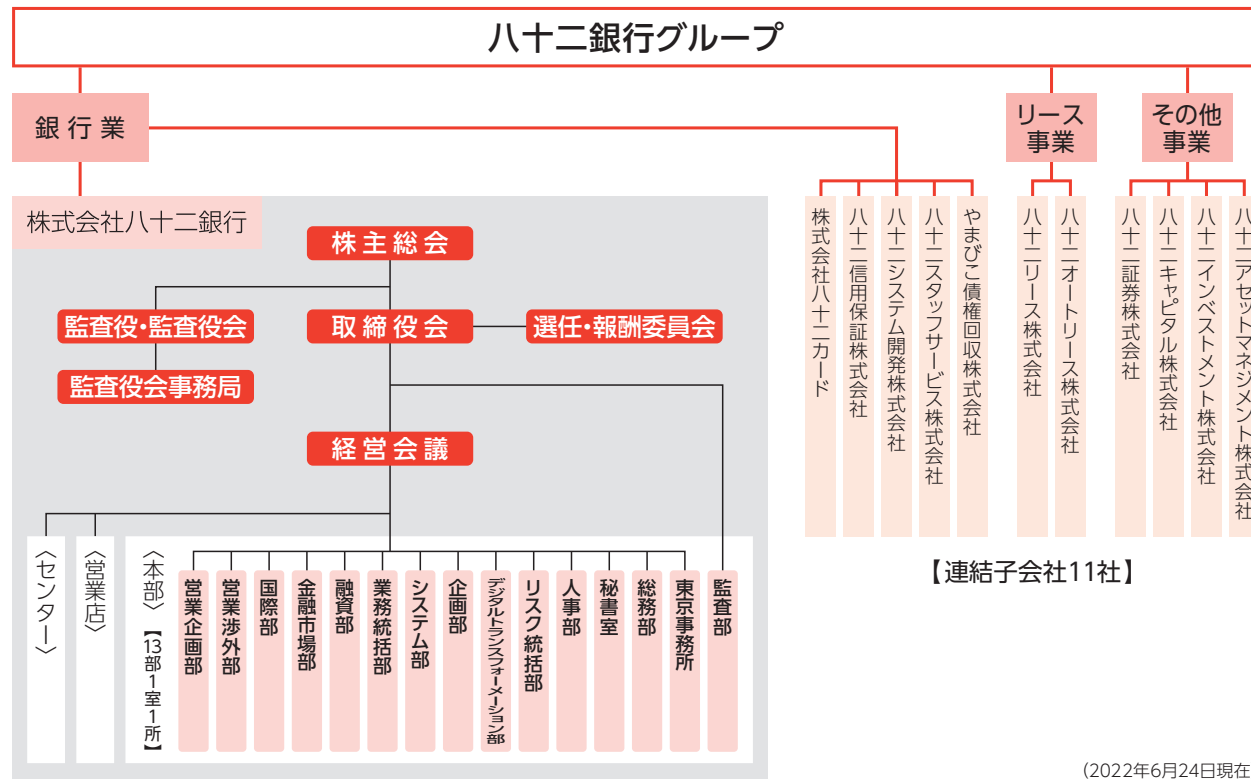 八十二銀行グループ
銀行業
リース
事業
その他
事業
株式会社八十二銀行
株主総会
監査役・監査役会
取締役会
選任・報酬委員会
監査役会事務局
経営会議
〈センター〉
〈営業店〉
〈本部〉【13部1室1所】
営業企画部
営業渉外部
国際部
金融市場部
融資部
業務統括部
システム部
企画部
デジタルトランスフォーメーション部
リスク統括部
人事部
秘書室
総務部
東京事務所
監査部
株式会社八十二カード
八十二信用保証株式会社
八十二システム開発株式会社
八十二スタッフサービス株式会社
やまびこ債権回収株式会社
八十二リース株式会社
八十二オートリース株式会社
八十二証券株式会社
八十二キャピタル株式会社
八十二インベストメント株式会社
八十二アセットマネジメント株式会社
【連結子会社11社】
(2022年6月24日現在